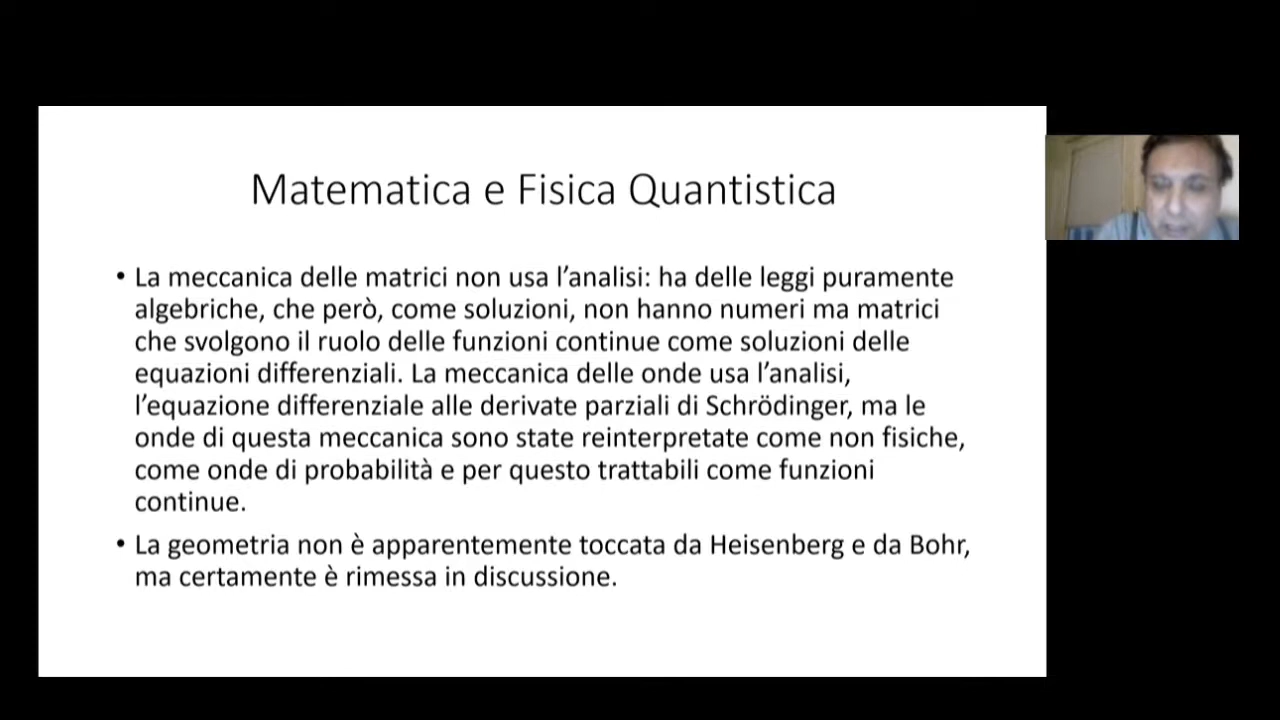 Matematica e Fisica Quantistica
• La meccanica delle matrici non usa l’analisi: ha delle leggi puramente
algebriche, che però, come soluzioni, non hanno numeri ma matrici
che svolgono il ruolo delle funzioni continue come soluzioni delle
equazioni differenziali. La meccanica delle onde usa l’analisi,
l’equazione differenziale alle derivate parziali di Schrödinger, ma le
onde di questa meccanica sono state reinterpretate come non fisiche,
come onde di probabilità e per questo trattabili come funzioni
continue.
• La geometria non è apparentemente toccata da Heisenberg e da Bohr,
ma certamente è rimessa in discussione.